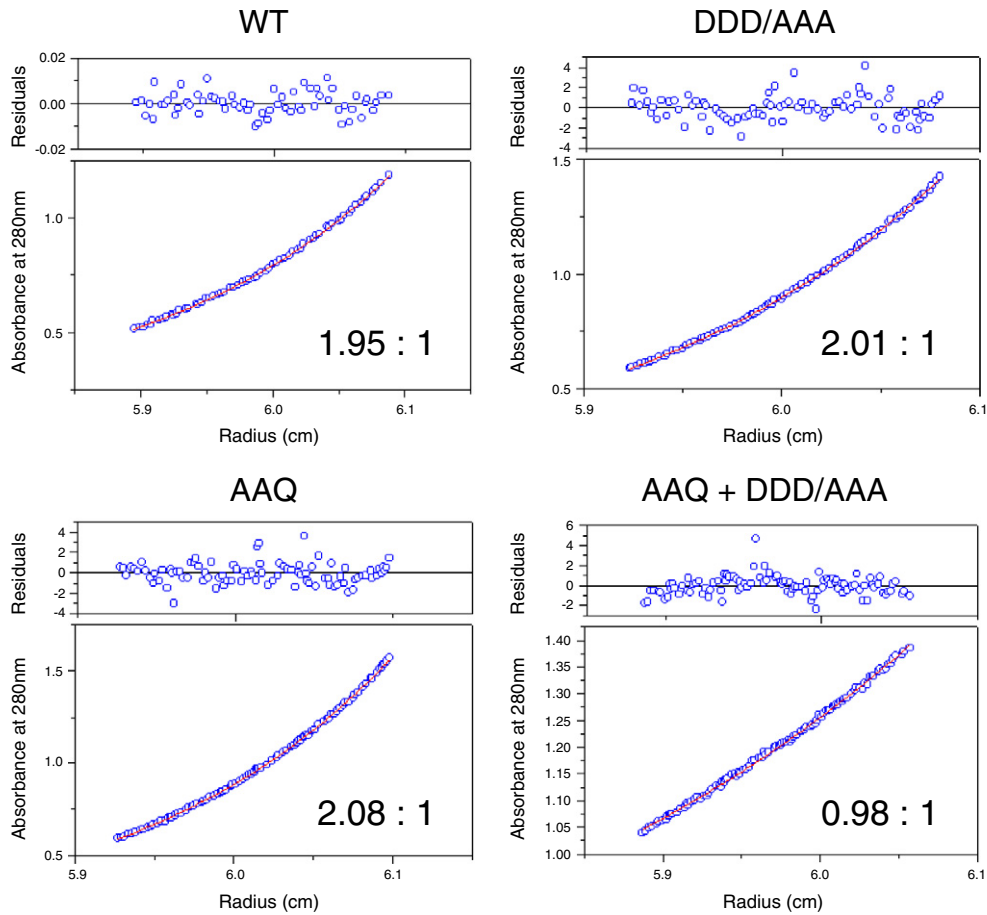 WT
0.02
0.00
-0.02
Residuals
1.0
0.5
Absorbance at 280nm
1.95 : 1
5.9 6.0 6.1
Radius (cm)
DDD/AAA
4
2
0
-2
-4
Residuals
1.5
1.0
0.5
Absorbance at 280nm
2.01 : 1
5.9 6.0 6.1
Radius (cm)
AAQ
4
2
0
-2
-4
Residuals
1.5
1.0
0.5
Absorbance at 280nm
2.08 : 1
5.9 6.0 6.1
Radius (cm)
AAQ + DDD/AAA
6
4
2
0
-2
Residuals
1.40
1.35
1.30
1.25
1.20
1.15
1.10
1.05
1.00
Absorbance at 280nm
0.98 : 1
5.9 6.0 6.1
Radius (cm)